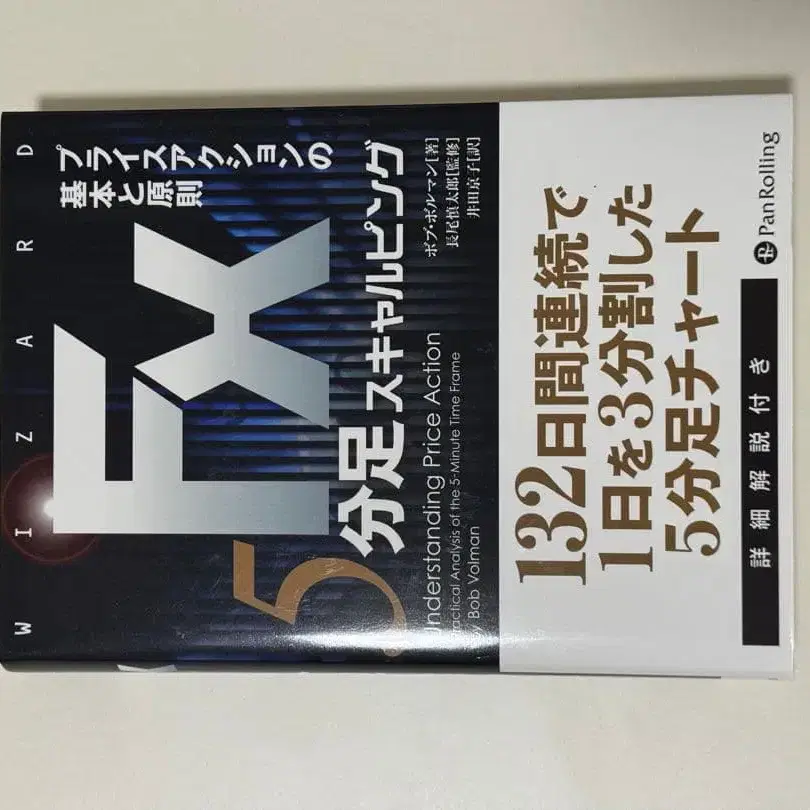 WIZARD
プライスアクションの
基本と原則
FX
5分足スキャルピング
ボブ・ボルマン[著]
長尾慎太郎[監修]
井田京子[訳]
Understanding Price Action
Practical Analysis of the 5-Minute Time Frame
Bob Volman
132日間連続で
1日を3分割した
5分足チャート
詳細解説付き
PanRolling